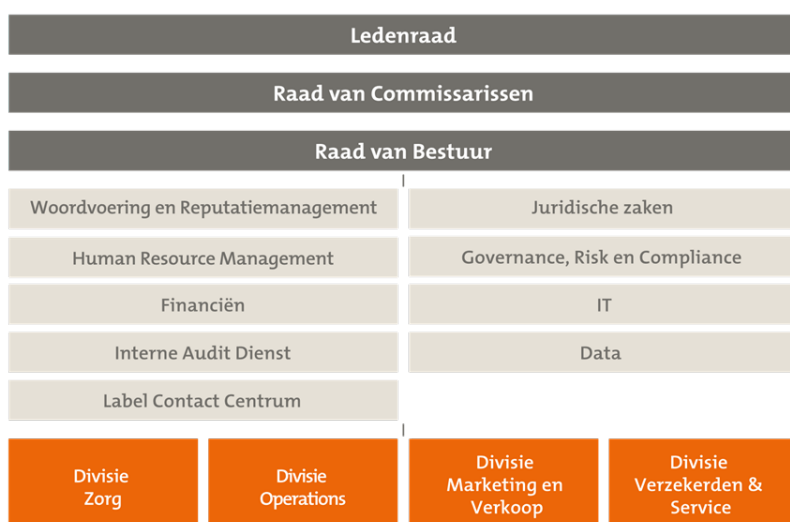 Ledenraad
Raad van Commissarissen
Raad van Bestuur
Woordvoering en Reputatiemanagement
Juridische zaken
Human Resource Management
Governance, Risk en Compliance
Financiën
IT
Interne Audit Dienst
Data
Label Contact Centrum
Divisie
Zorg
Divisie
Operations
Divisie
Marketing en
Verkoop
Divisie
Verzekerden &
Service